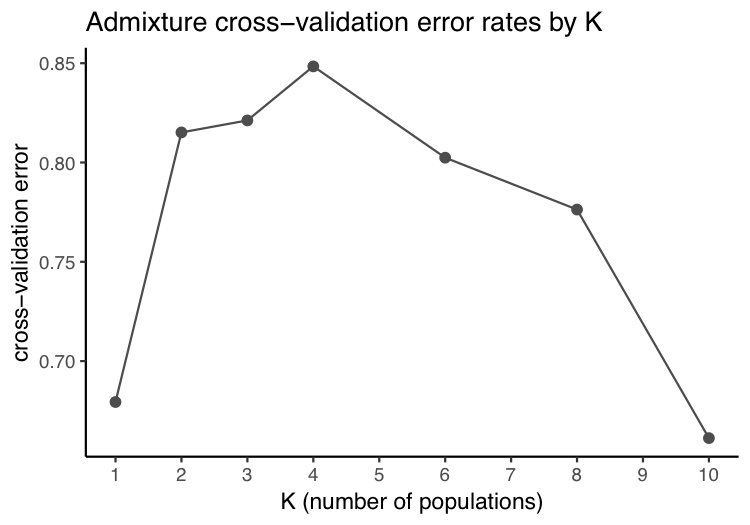 Admixture cross−validation error rates by K
cross−validation error
0.85
0.80
0.75
0.70
1 2 3 4 5 6 7 8 9 10
K (number of populations)